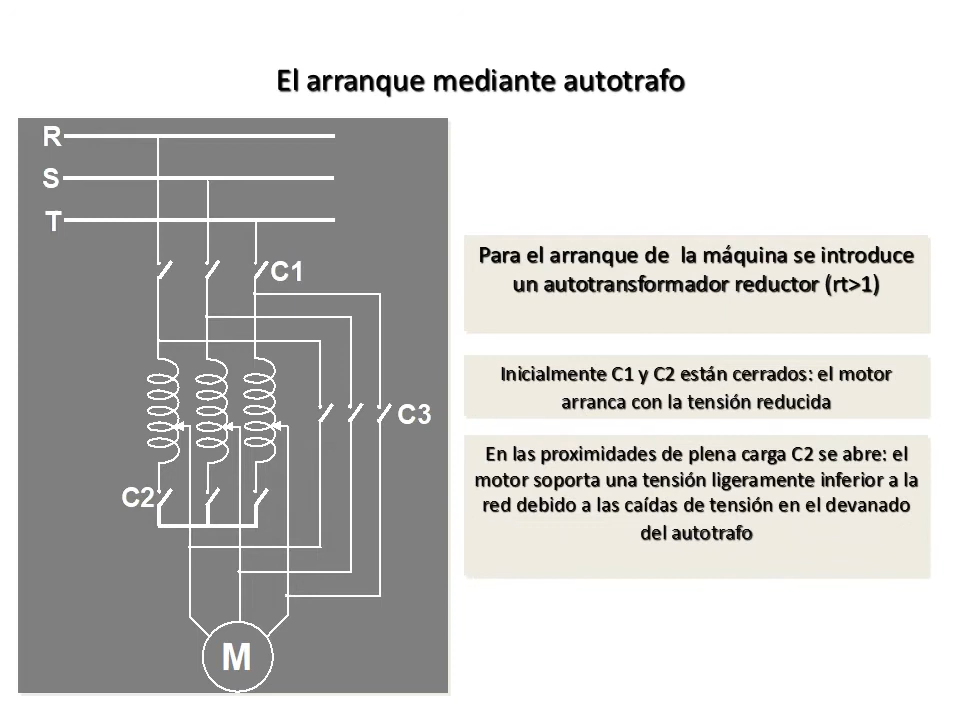 El arranque mediante autotrafo
R
S
T
C1
C3
C2
M
Para el arranque de la máquina se introduce
un autotransformador reductor (rt>1)
Inicialmente C1 y C2 están cerrados: el motor
arranca con la tensión reducida
En las proximidades de plena carga C2 se abre: el
motor soporta una tensión ligeramente inferior a la
red debido a las caídas de tensión en el devanado
del autotrafo